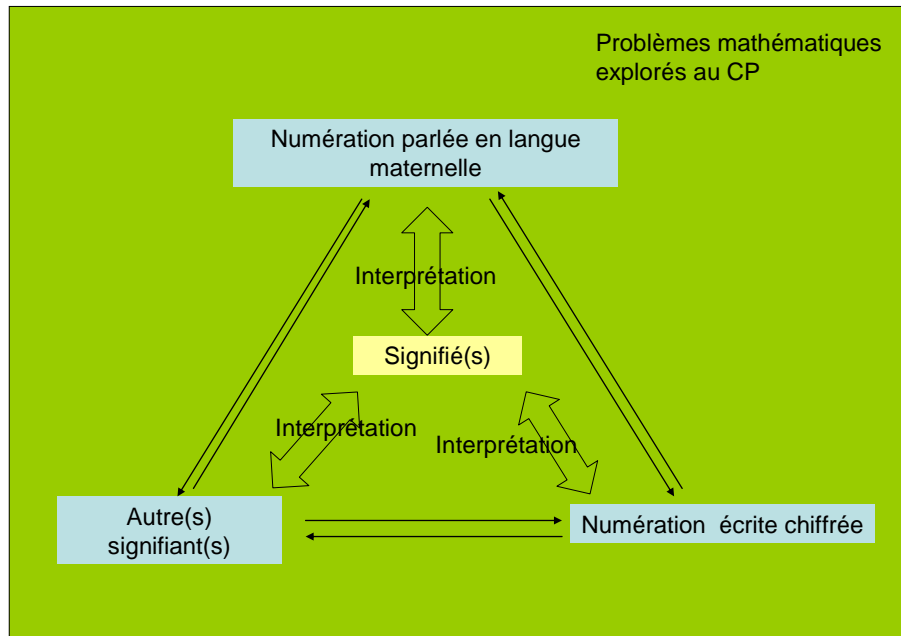 Problèmes mathématiques
explorés au CP
Numération parlée en langue
maternelle
Interprétation
Signifié(s)
Interprétation
Interprétation
Autre(s)
signifiant(s)
Numération écrite chiffrée